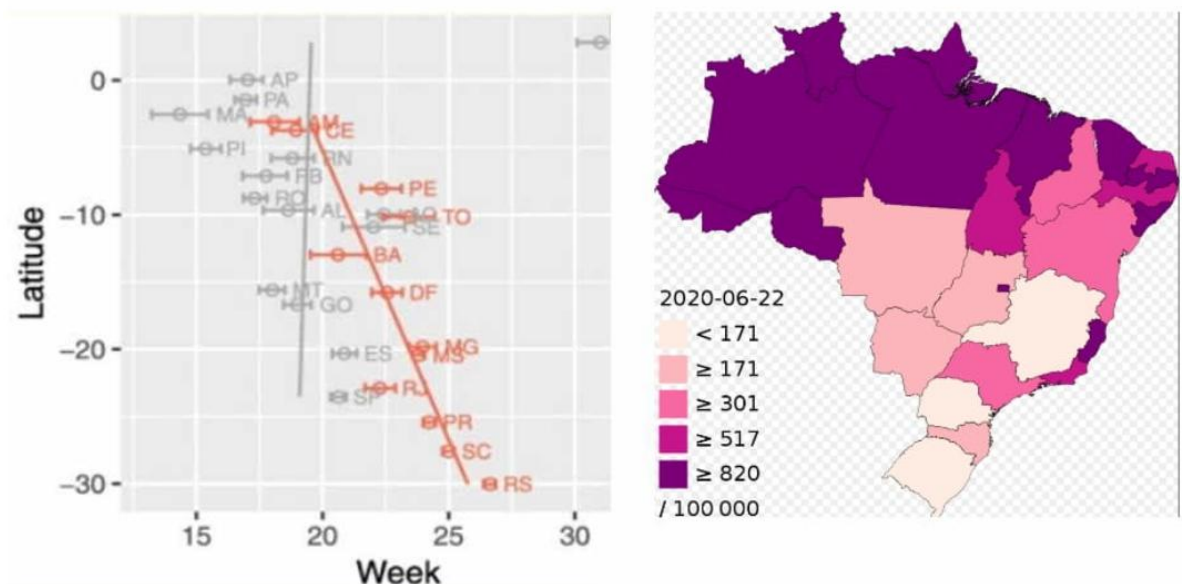 0
AP
PA
MA
AM
CE
PI
RN
PB
PE
RO
-10
AL
TO
SE
BA
MT
DF
GO
-20
ES
MG
MS
RJ
SP
PR
SC
-30
RS
15
20
25
30
Latitude
Week
2020-06-22
< 171
≥ 171
≥ 301
≥ 517
≥ 820
/ 100 000